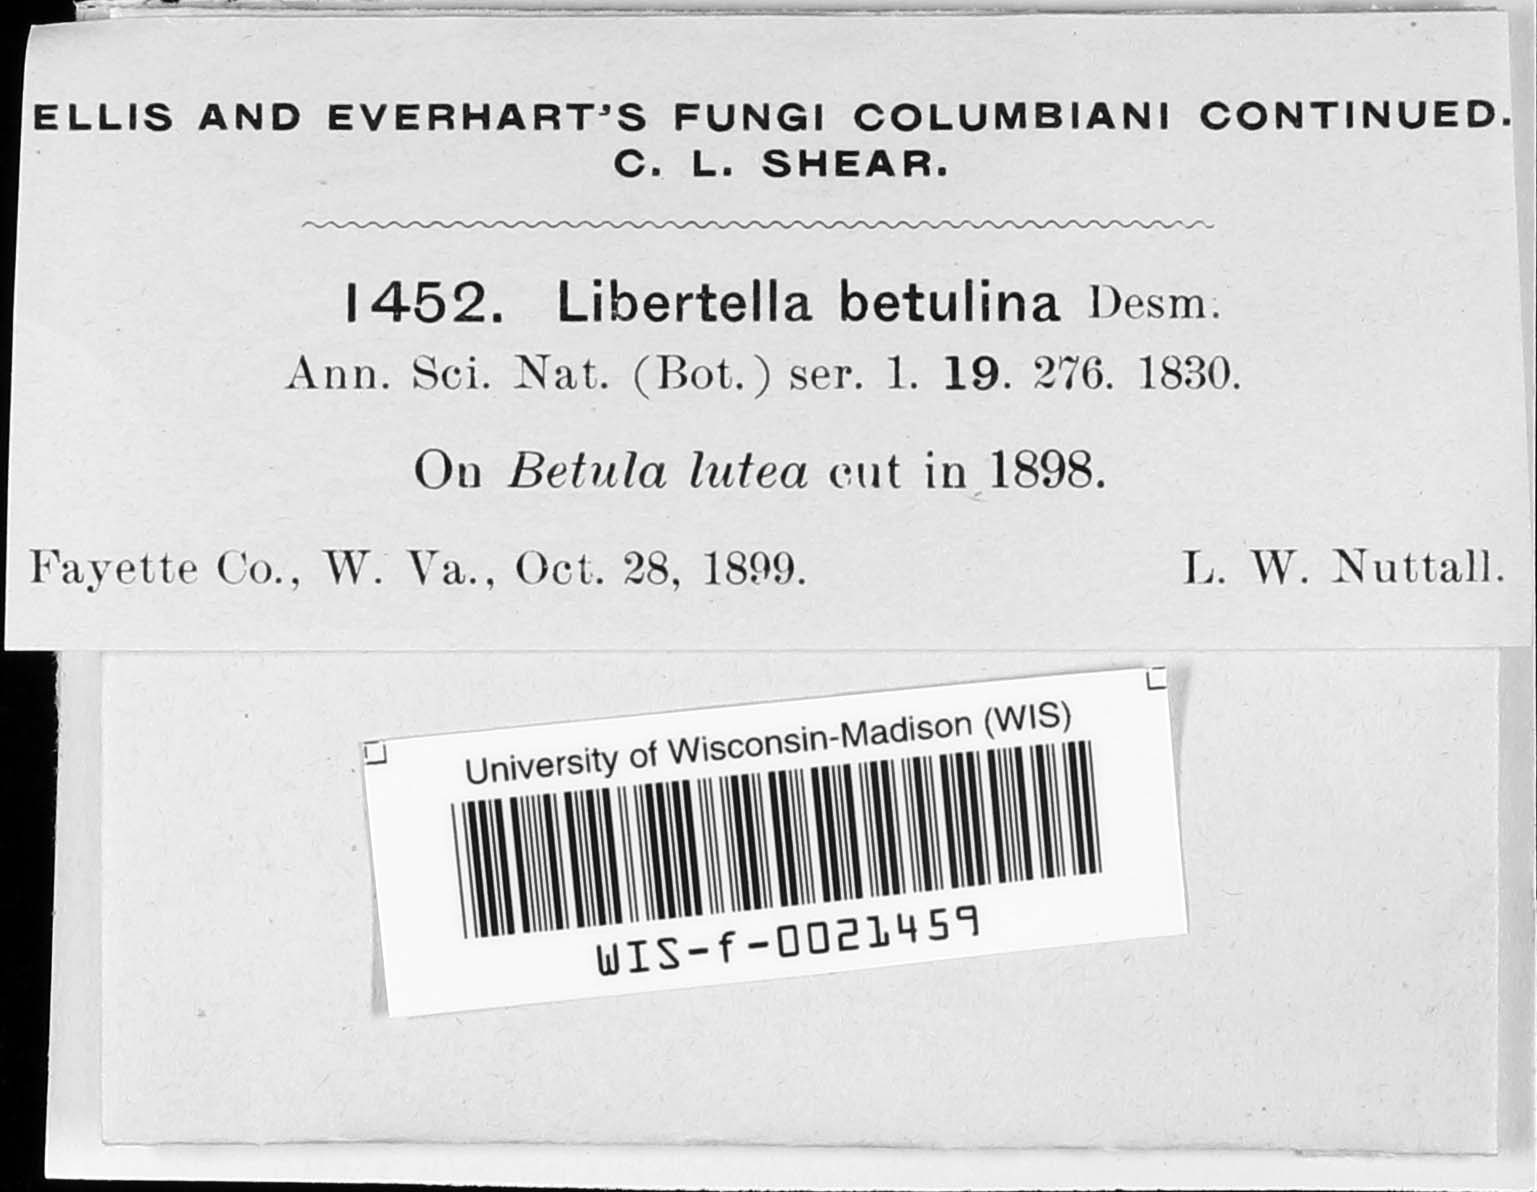 ELLIS AND EVERHART'S FUNGI COLUMBIANI CONTINUED.
C. L. SHEAR.
1452. Libertella betulina Desm.
Ann. Sci. Nat. (Bot.) ser. 1. 19. 276. 1830.
On Betula lutea cut in 1898.
Fayette Co., W. Va., Oct. 28, 1899. L. W. Nuttall.
University of Wisconsin-Madison (WIS)
WIS-f-0021459